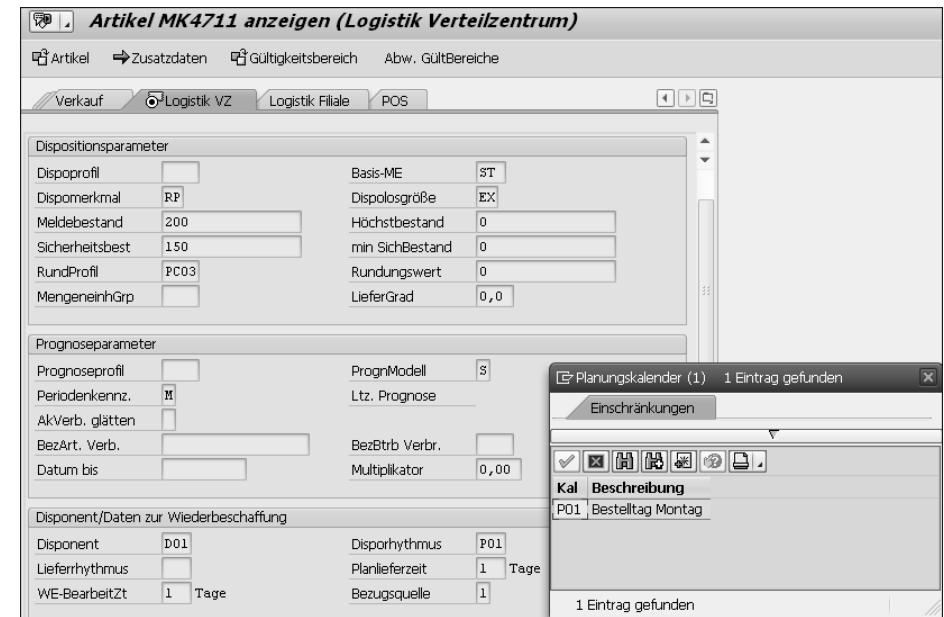 Artikel MK4711 anzeigen (Logistik Verteilzentrum)
Artikel Zusatzdaten Gültigkeitsbereich Abw. GültBereiche
Verkauf Logistik VZ Logistik Filiale POS
Dispositionsparameter
Dispoprofil Basis-ME ST
Dispomerkmal RP Dispolosgröße EX
Meldebestand 200 Höchstbestand 0
Sicherheitsbest 150 min SichBestand 0
RundProfil PC03 Rundungswert 0
MengeneinhGrp LieferGrad 0,0
Prognoseparameter
Prognoseprofil PrognModell S
Periodenkennz. M Ltz. Prognose
AkVerb. glätten
BezArt. Verb. BezBtrb Verbr.
Datum bis Multiplikator 0,00
Disponent/Daten zur Wiederbeschaffung
Disponent D01 Disporhythmus P01
Lieferrhythmus Planlieferzeit 1 Tage
WE-BearbeitZt 1 Tage Bezugsquelle 1
Planungskalender (1) 1 Eintrag gefunden
Einschränkungen
Kal Beschreibung
P01 Bestelltag Montag
1 Eintrag gefunden